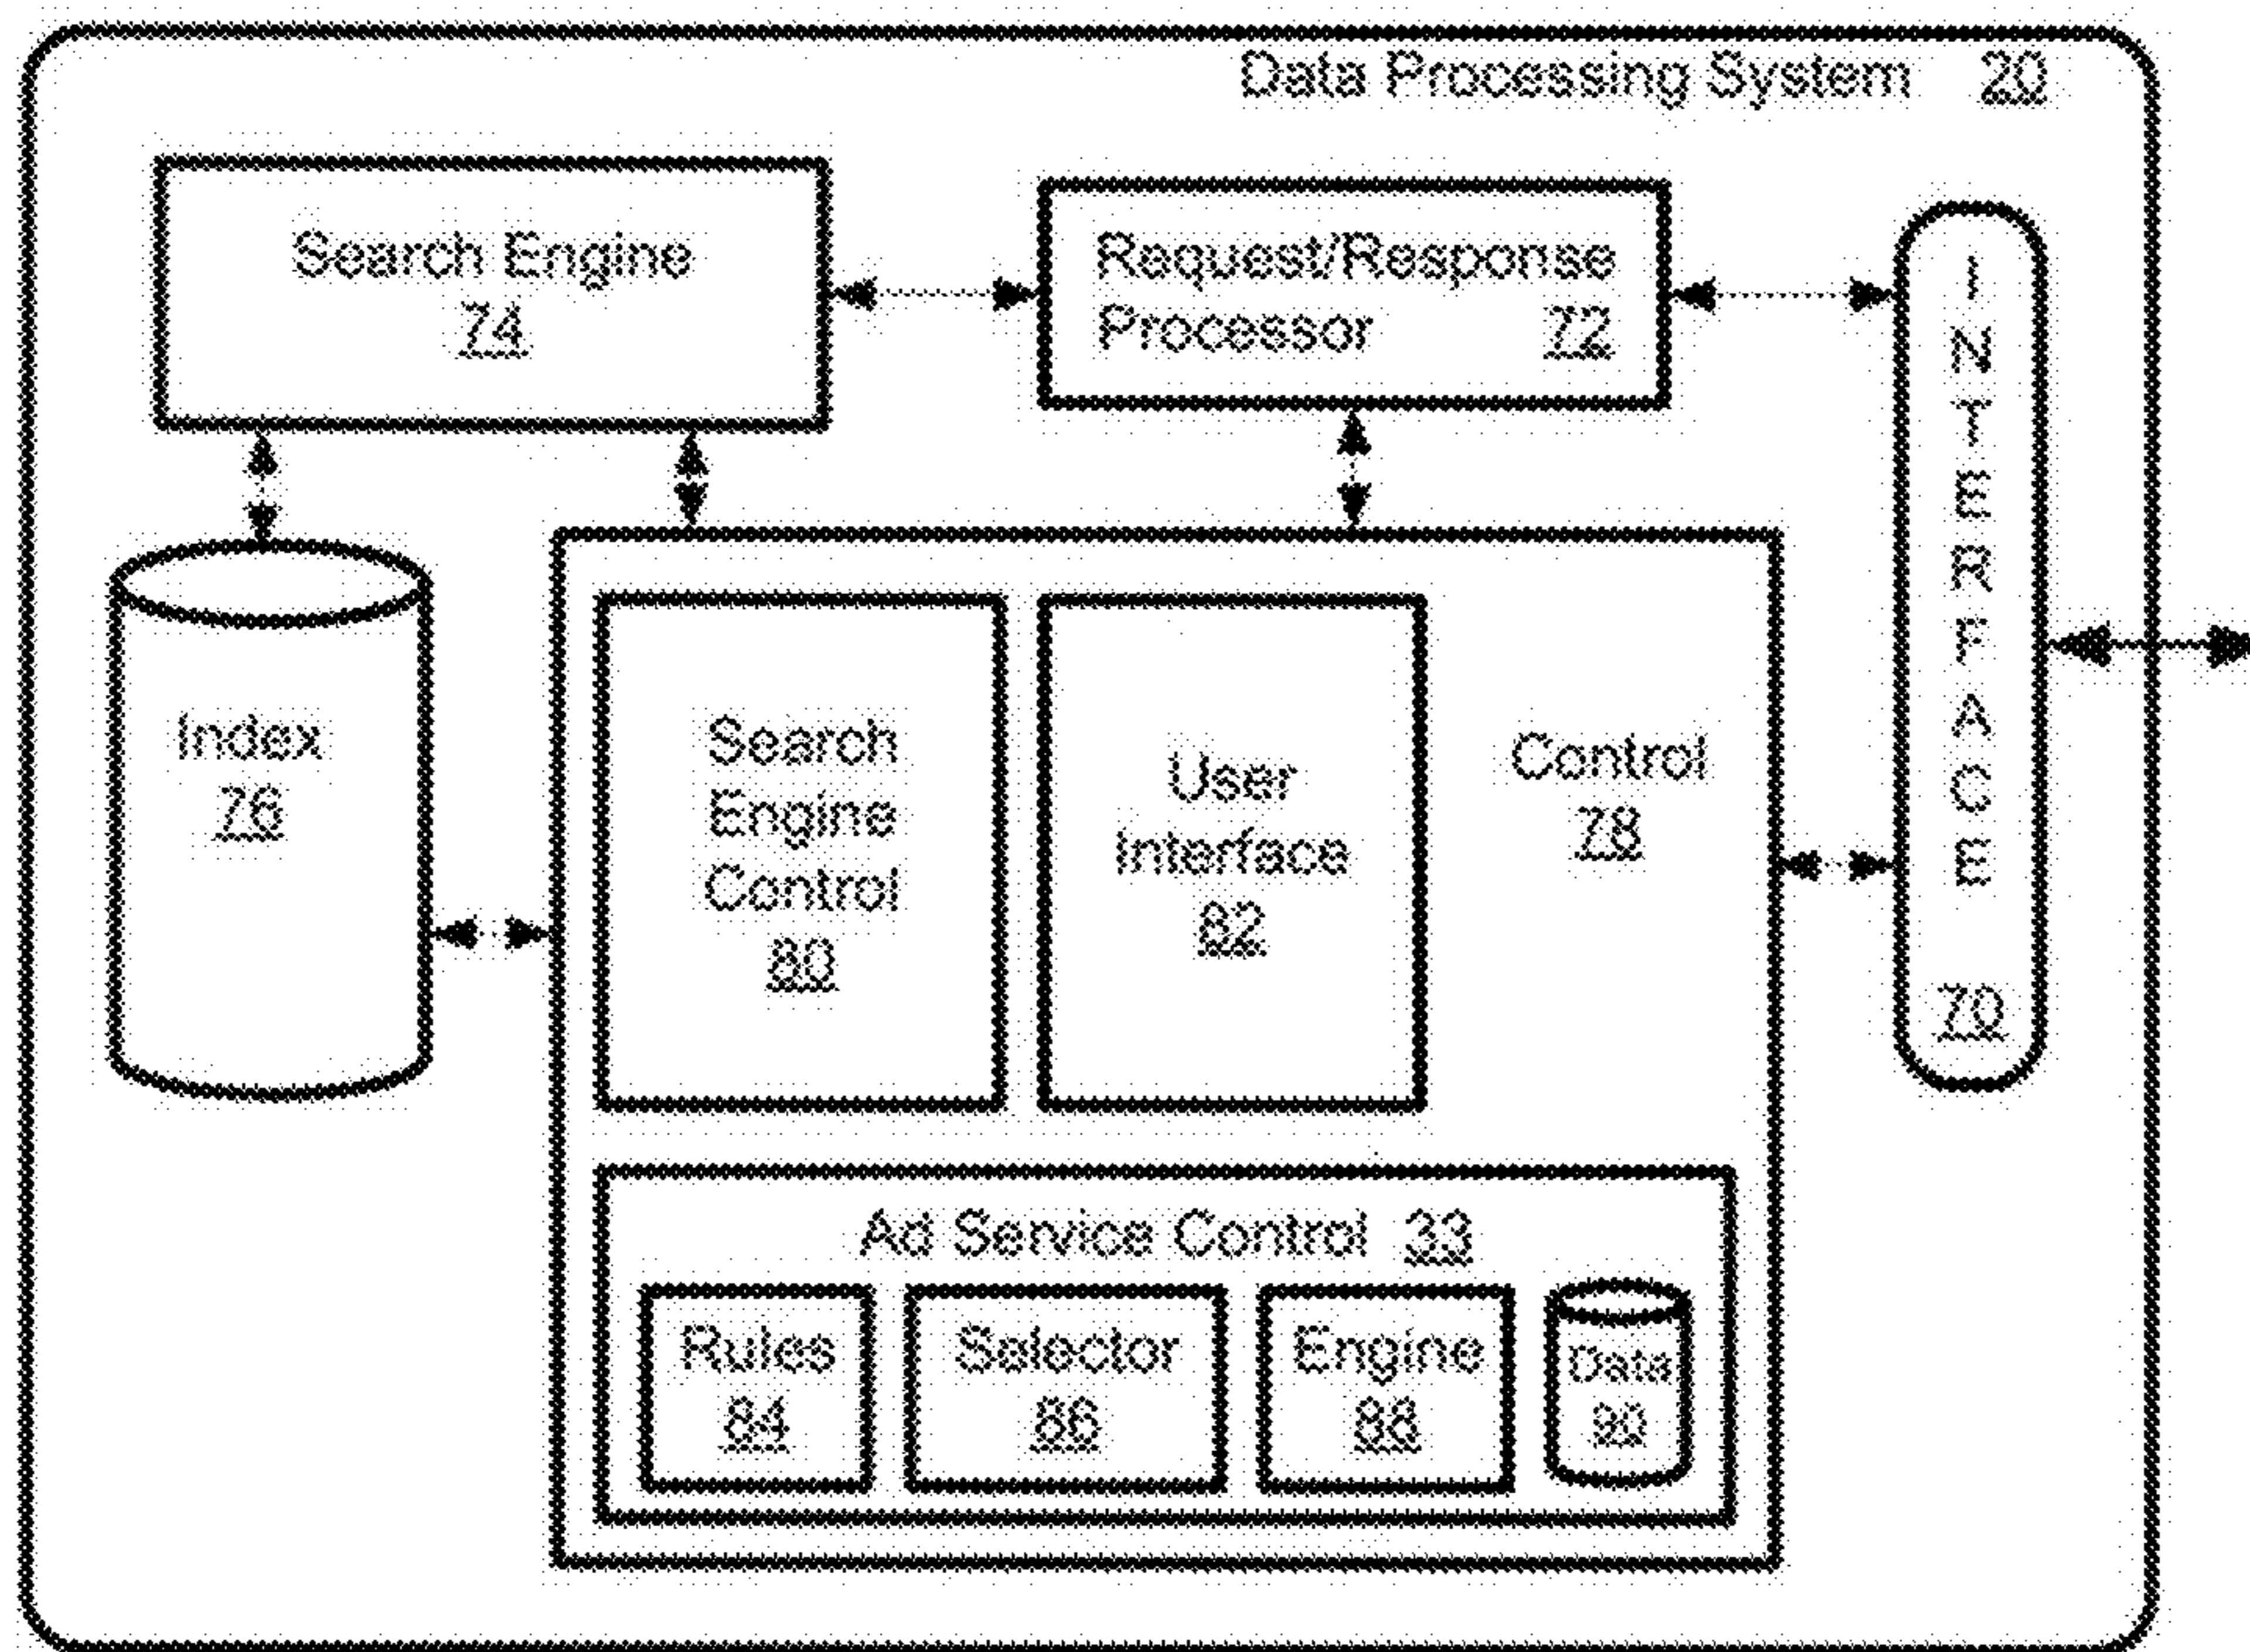 Data Processing System 20
Search Engine
74
Request/Response
Processor 72
INTERFACE
70
Index
76
Search
Engine
Control
80
User
Interface
82
Control
78
Ad Service Control 33
Rules
84
Selector
86
Engine
88
Data
90